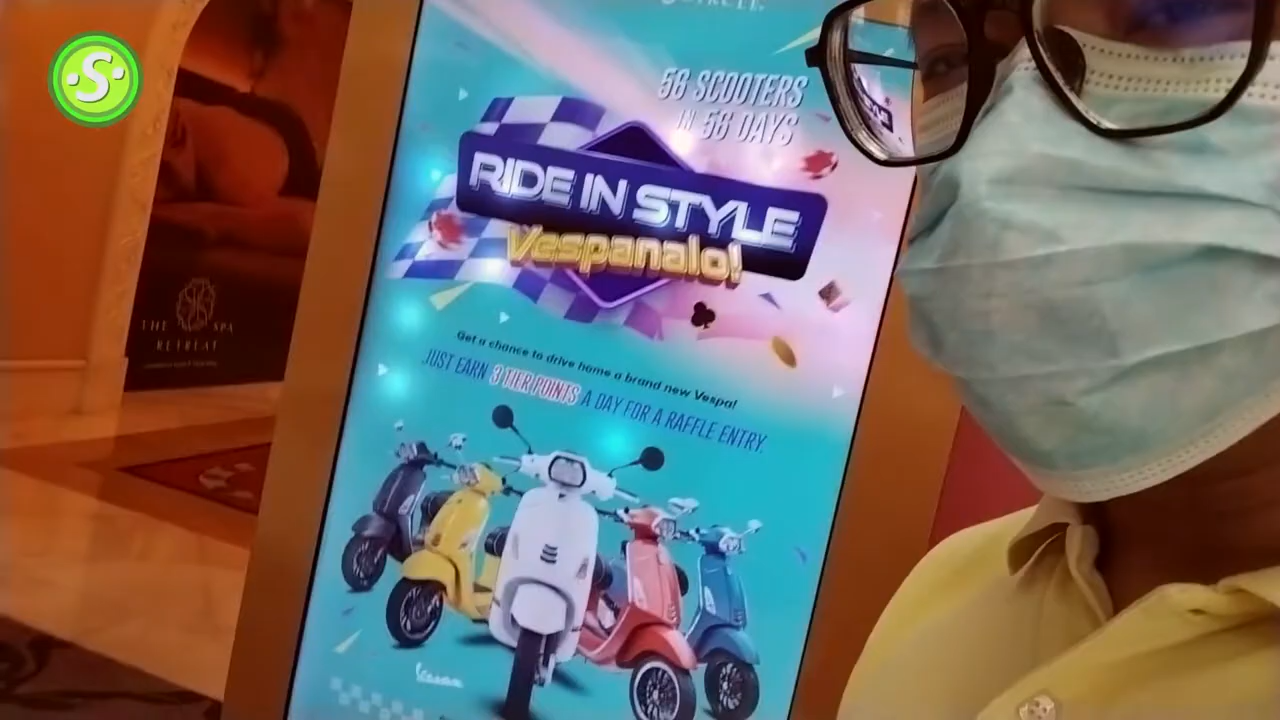 S
56 SCOOTERS
IN 56 DAYS
RIDE IN STYLE
Vespanalo!
Get a chance to drive home a brand new Vespa!
JUST EARN 3 TIER POINTS A DAY FOR A RAFFLE ENTRY.
THE SPA
RETREAT
Vespa